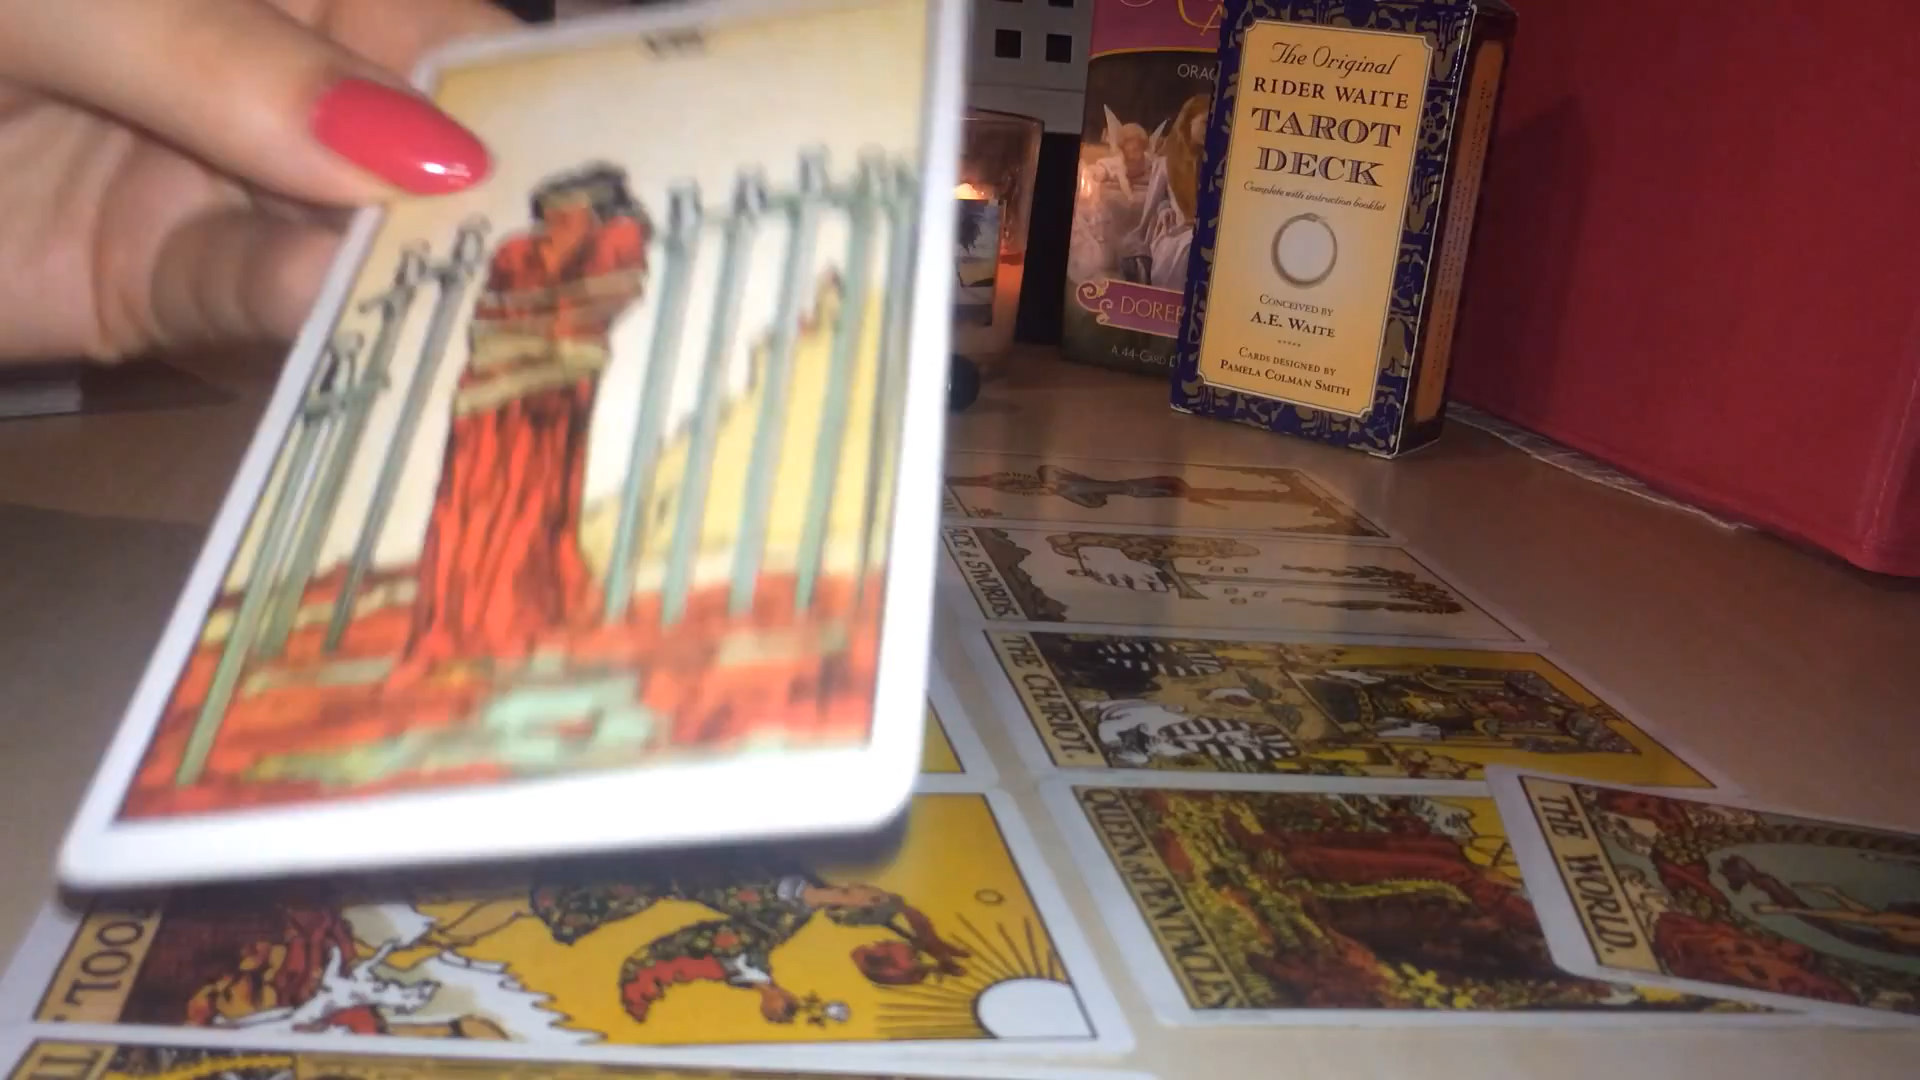 VIII
ORAC
DOREE
A 44-CARD D
The Original
RIDER WAITE
TAROT
DECK
Complete with instruction booklet
CONCEIVED BY
A.E. WAITE
CARDS DESIGNED BY
PAMELA COLMAN SMITH
ACE of SWORDS.
THE CHARIOT.
QUEEN of PENTACLES
THE WORLD.
FOOL.